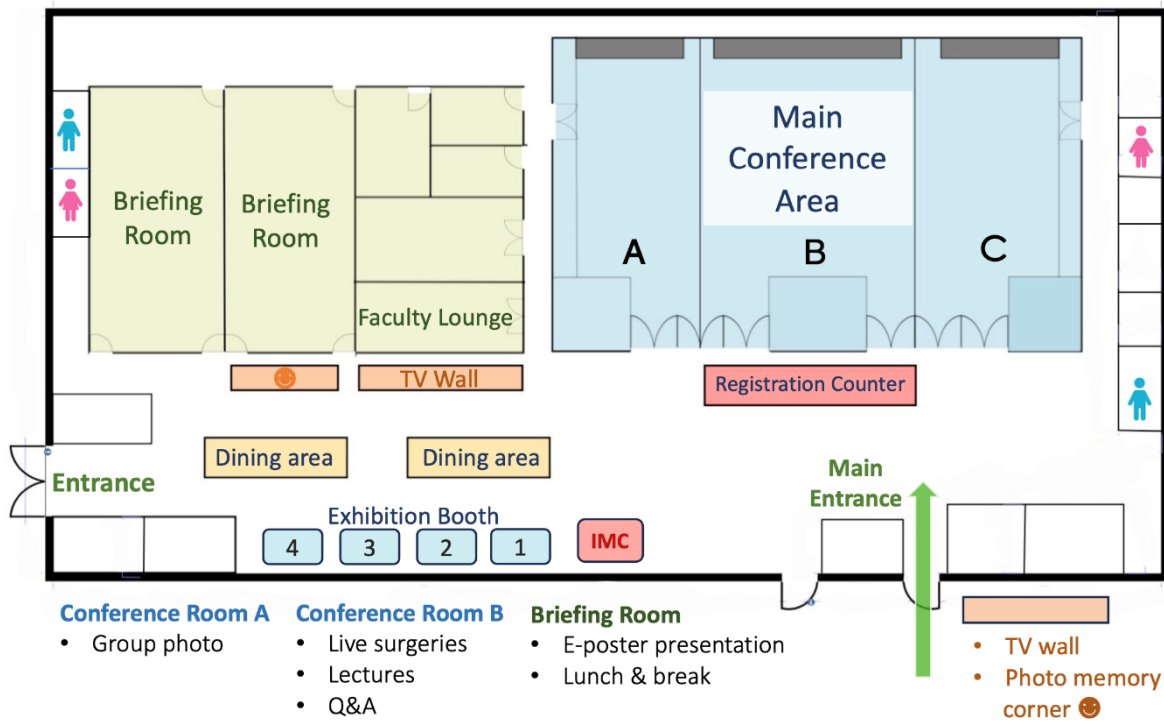 Main
Conference
Area
Briefing
Room
Briefing
Room
A
B
C
Faculty Lounge
TV Wall
Registration Counter
Dining area
Dining area
Entrance
Main
Entrance
Exhibition Booth
4
3
2
1
IMC
Conference Room A
• Group photo
Conference Room B
• Live surgeries
• Lectures
• Q&A
Briefing Room
• E-poster presentation
• Lunch & break
• TV wall
• Photo memory
corner